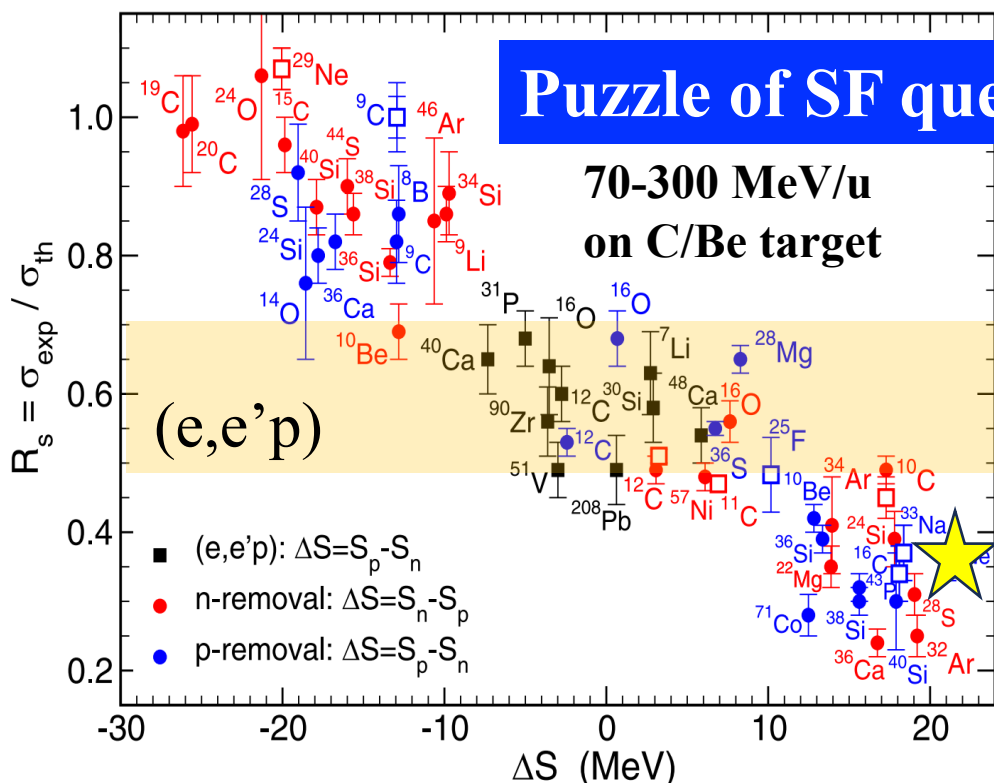 Puzzle of SF que
70-300 MeV/u
on C/Be target
R_s = σ_exp / σ_th
1.0
0.8
0.6
0.4
0.2
¹⁹C
²⁰C
²⁴O
²⁹Ne
¹⁵C
⁹C
⁴⁶Ar
⁴⁴S
⁴⁰Si
³⁸Si
⁸B
³⁴Si
²⁸S
²⁴Si
³⁶Si
⁹C
⁹Li
¹⁴O
³⁶Ca
³¹P
¹⁶O
¹⁶O
¹⁰Be
⁴⁰Ca
⁷Li
²⁸Mg
(e,e’p)
⁹⁰Zr
¹²C
³⁰Si
⁴⁸Ca
¹⁶O
¹²C
³⁶S
²⁵F
⁵¹V
²⁰⁸Pb
¹²C
⁵⁷Ni
¹¹C
³⁴Ar
¹⁰C
¹⁰Be
³³Na
³⁶Si
²⁴Si
²²Mg
¹⁶C
⁴³P
⁷¹Co
³⁸Si
²⁸S
³⁶Ca
⁴⁰Si
³²Ar
(e,e'p): ΔS=S_p-S_n
n-removal: ΔS=S_n-S_p
p-removal: ΔS=S_p-S_n
-30 -20 -10 0 10 20
ΔS (MeV)